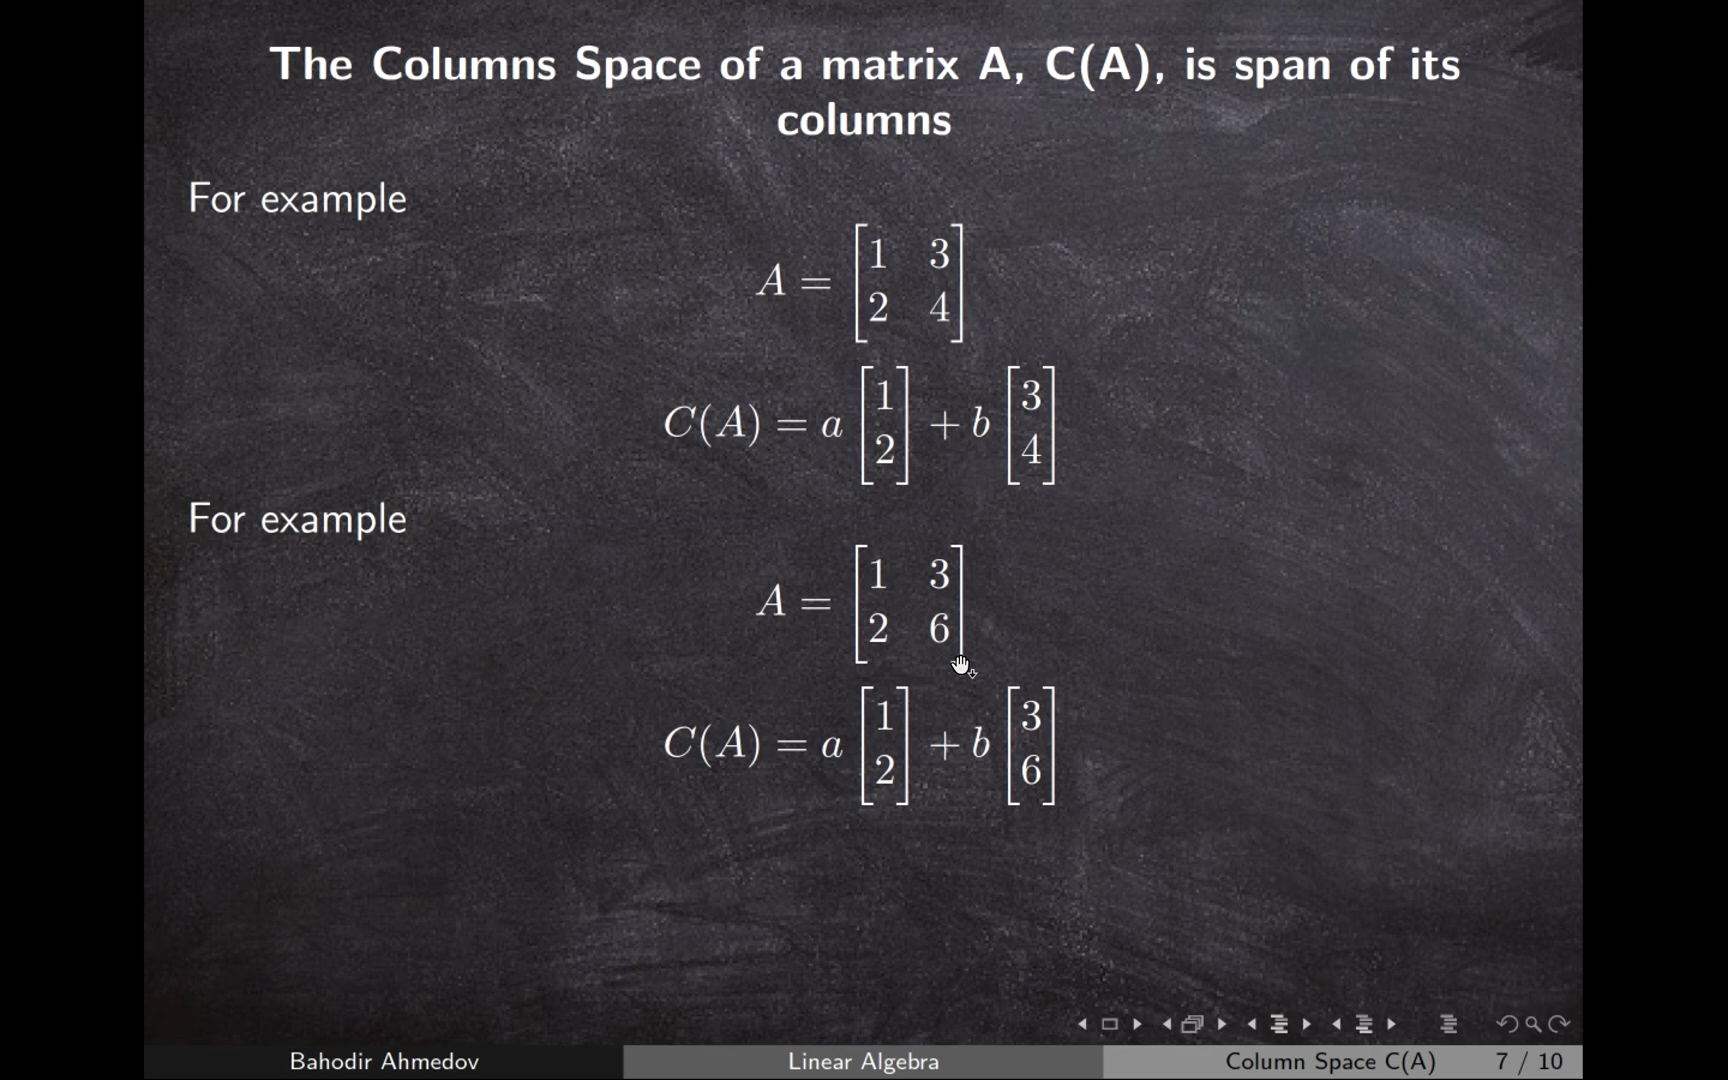 The Columns Space of a matrix A, C(A), is span of its
columns
For example
A = [1 3
2 4]
C(A) = a [1
2] + b [3
4]
For example
A = [1 3
2 6]
C(A) = a [1
2] + b [3
6]
Bahodir Ahmedov Linear Algebra Column Space C(A) 7 / 10